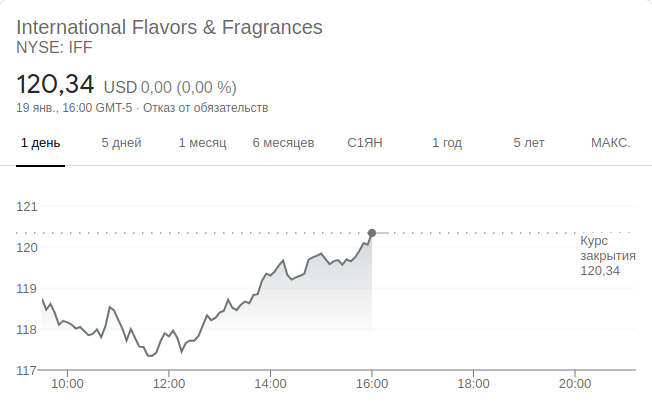 International Flavors & Fragrances
NYSE: IFF
120,34 USD 0,00 (0,00 %)
19 янв., 16:00 GMT-5 · Отказ от обязательств
1 день 5 дней 1 месяц 6 месяцев С1ЯН 1 год 5 лет МАКС.
121
120
119
118
117
Курс
закрытия
120,34
10:00 12:00 14:00 16:00 18:00 20:00